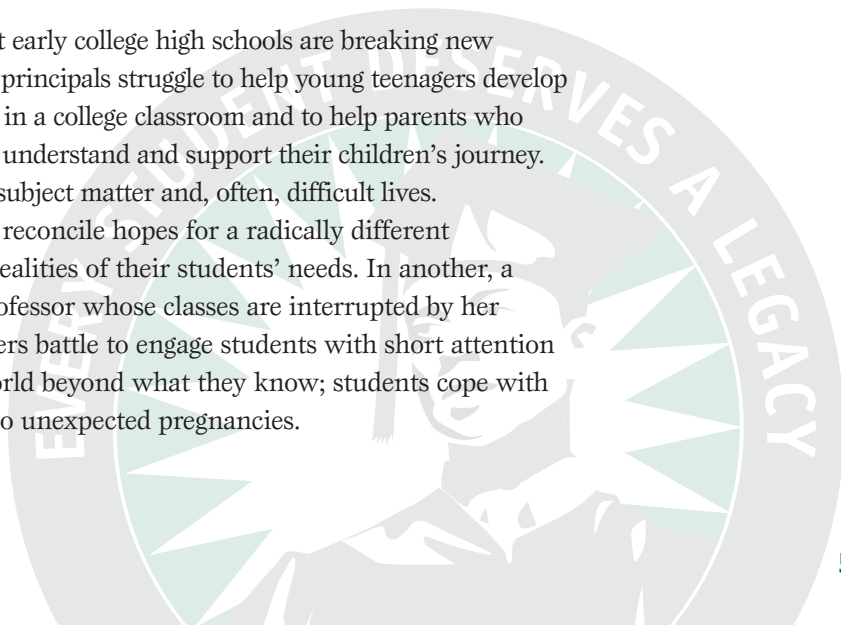 t early college high schools are breaking new
principals struggle to help young teenagers develop
in a college classroom and to help parents who
understand and support their children’s journey.
subject matter and, often, difficult lives.
reconcile hopes for a radically different
ealities of their students’ needs. In another, a
ofessor whose classes are interrupted by her
ers battle to engage students with short attention
orld beyond what they know; students cope with
o unexpected pregnancies.
EVERY STUDENT DESERVES A LEGACY